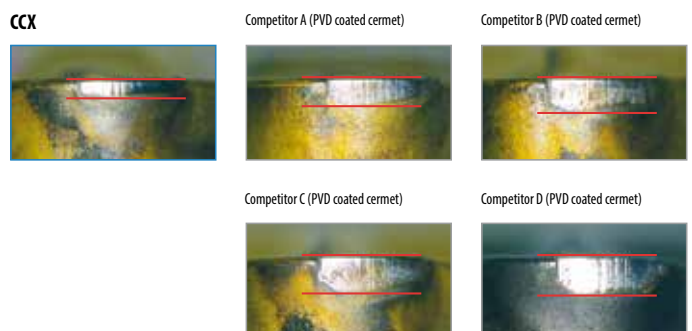 CCX
Competitor A (PVD coated cermet)
Competitor B (PVD coated cermet)
Competitor C (PVD coated cermet)
Competitor D (PVD coated cermet)